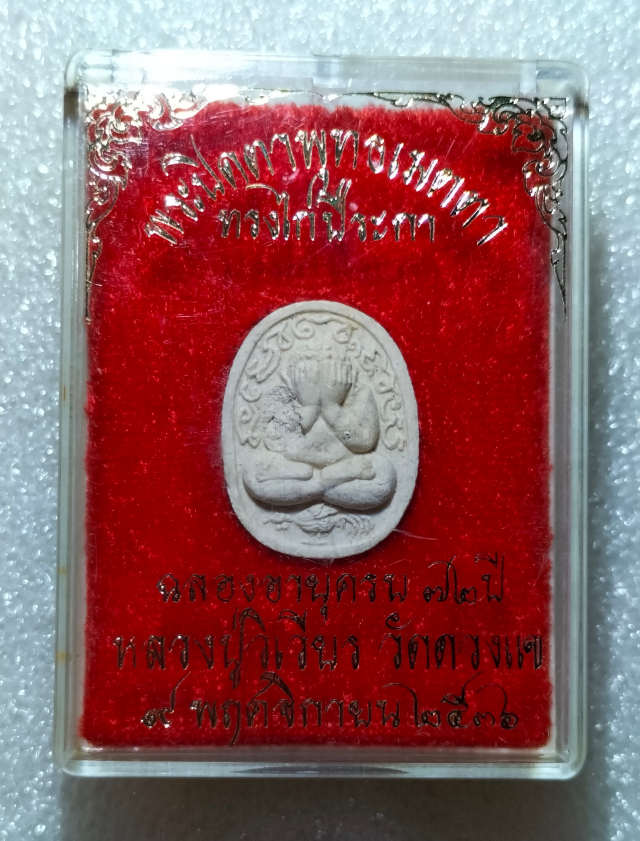 พระปิดตาพุทธเมตตา
ทรงไก่ป๊ระกา
ฉลองอายุครบ ๗๒ ปี
หลวงปู่วิเวียร วัดดวงแข
๙ พฤศจิกายน ๒๕๓๖